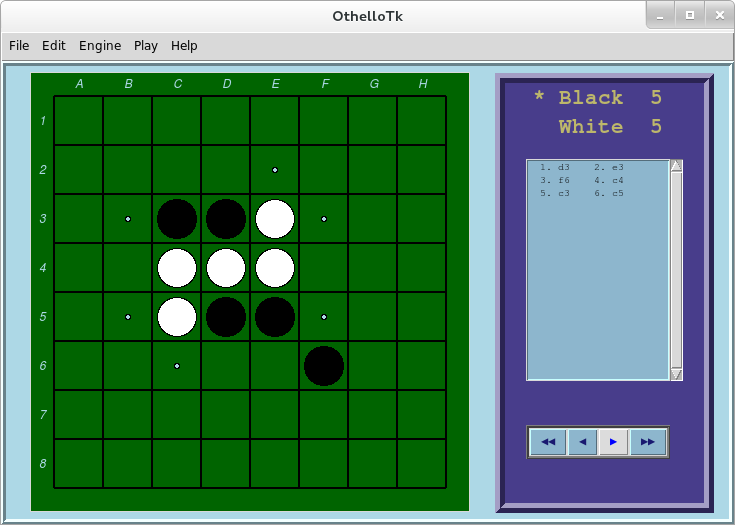 OthelloTk
File Edit Engine Play Help
A B C D E F G H
1
2
3
4
5
6
7
8
* Black 5
White 5
1. d3 2. e3
3. f6 4. c4
5. c3 6. c5